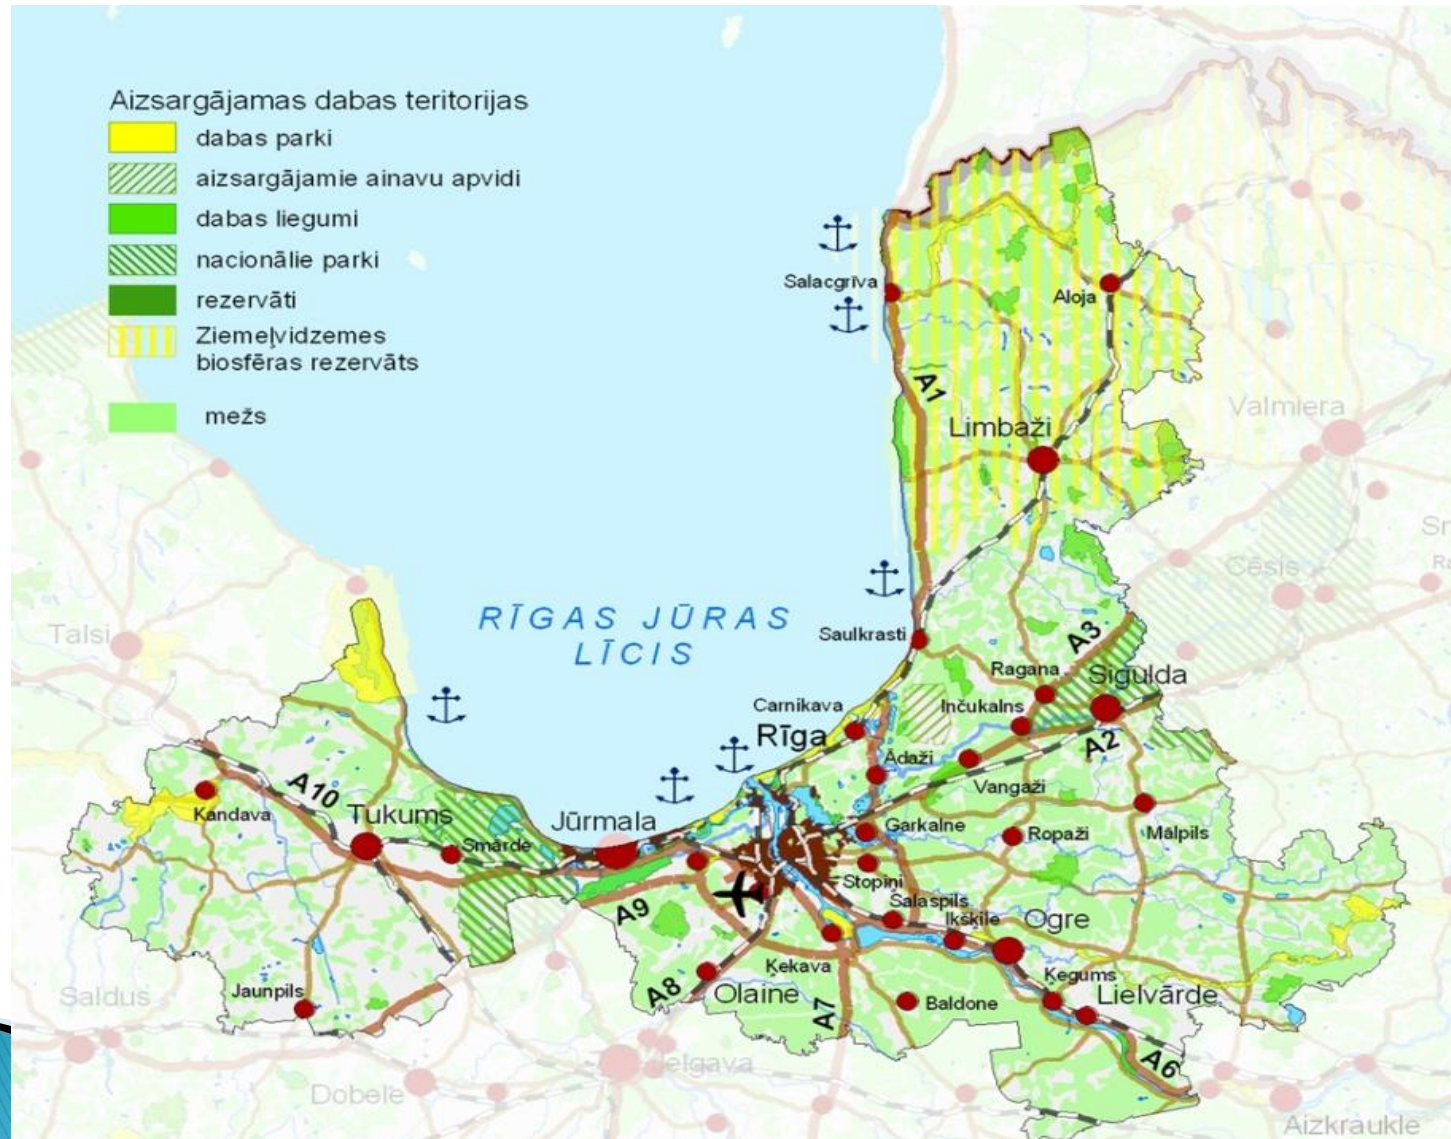 Aizsargājamas dabas teritorijas
dabas parki
aizsargājamie ainavu apvidi
dabas liegumi
nacionālie parki
rezervāti
Ziemeļvidzemes
biosfēras rezervāts
mežs
Salacgrīva
Aloja
A1
Limbaži
Valmiera
Cēsis
RĪGAS JŪRAS
LĪCIS
Talsi
Saulkrasti
A3
Ragana
Sigulda
Carnikava
Inčukalns
Rīga
A2
Ādaži
Vangaži
A10
Kandava
Tukums
Smārde
Jūrmala
Garkalne
Ropaži
Mālpils
Stopiņi
A9
Salaspils
Ikšķile
Ogre
Ķekava
Ķegums
Jaunpils
Saldus
A8
Olaine
A7
Baldone
Lielvārde
A6
Jelgava
Dobele
Aizkraukle